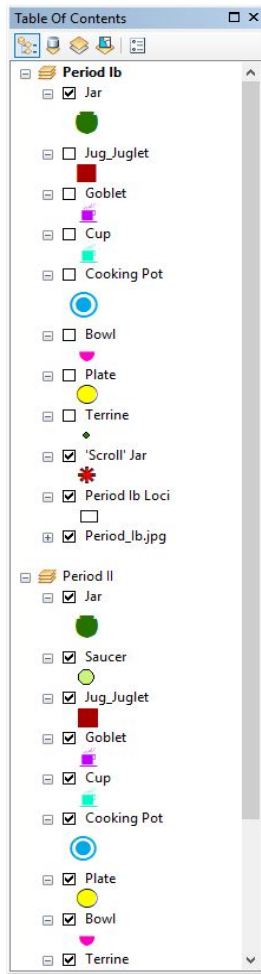 Table Of Contents
Period Ib
Jar
Jug_Juglet
Goblet
Cup
Cooking Pot
Bowl
Plate
Terrine
'Scroll' Jar
Period Ib Loci
Period_Ib.jpg
Period II
Jar
Saucer
Jug_Juglet
Goblet
Cup
Cooking Pot
Plate
Bowl
Terrine